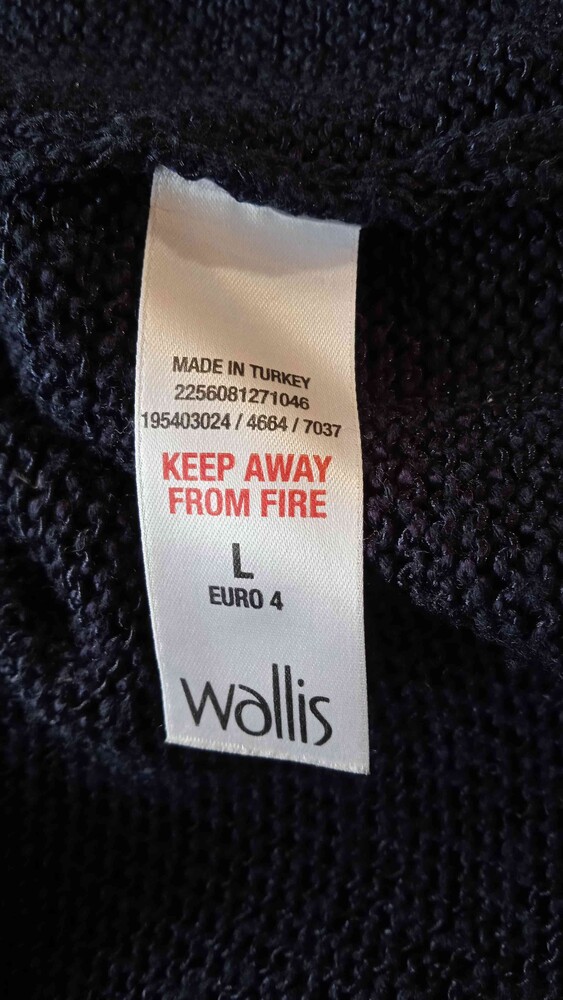 MADE IN TURKEY
2256081271046
195403024 / 4664 / 7037
KEEP AWAY
FROM FIRE
L
EURO 4
wallis